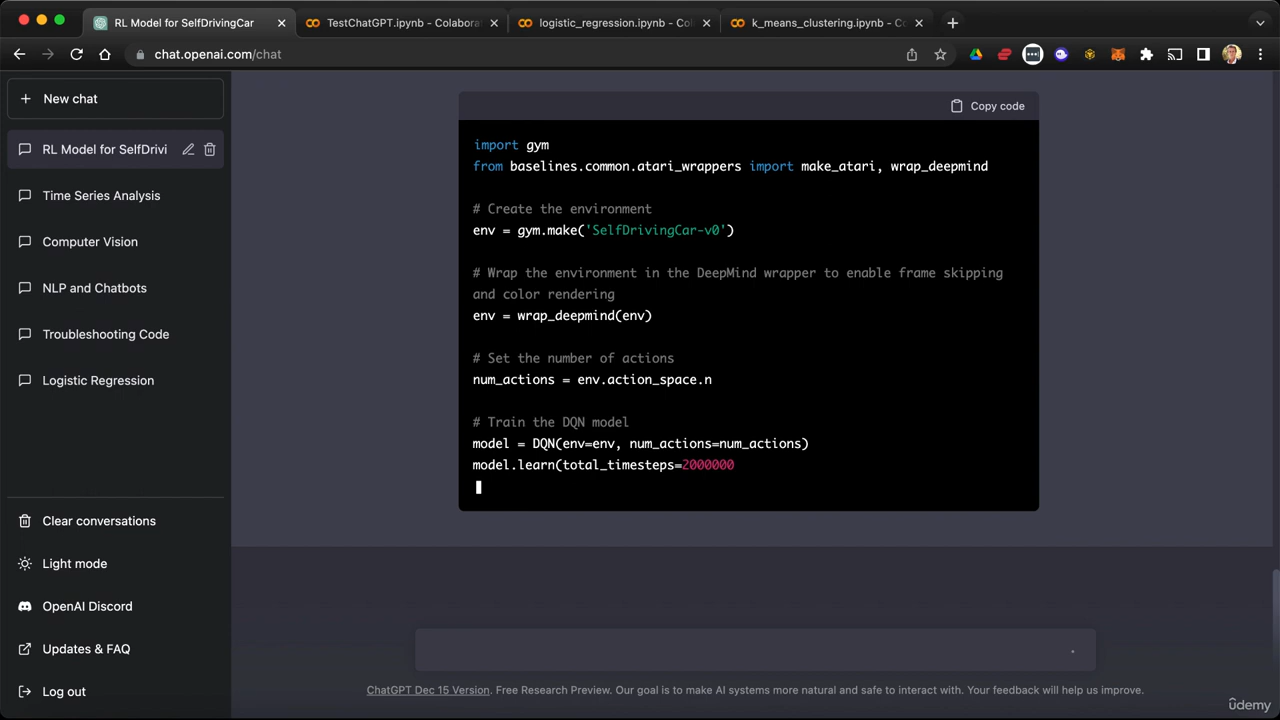 RL Model for SelfDrivingCar
TestChatGPT.ipynb - Colabora
logistic_regression.ipynb - Col
k_means_clustering.ipynb - Co
chat.openai.com/chat
New chat
RL Model for SelfDrivi
Time Series Analysis
Computer Vision
NLP and Chatbots
Troubleshooting Code
Logistic Regression
Clear conversations
Light mode
OpenAI Discord
Updates & FAQ
Log out
Copy code
import gym
from baselines.common.atari_wrappers import make_atari, wrap_deepmind
# Create the environment
env = gym.make('SelfDrivingCar-v0')
# Wrap the environment in the DeepMind wrapper to enable frame skipping
and color rendering
env = wrap_deepmind(env)
# Set the number of actions
num_actions = env.action_space.n
# Train the DQN model
model = DQN(env=env, num_actions=num_actions)
model.learn(total_timesteps=2000000
ChatGPT Dec 15 Version. Free Research Preview. Our goal is to make AI systems more natural and safe to interact with. Your feedback will help us improve.
ûdemy